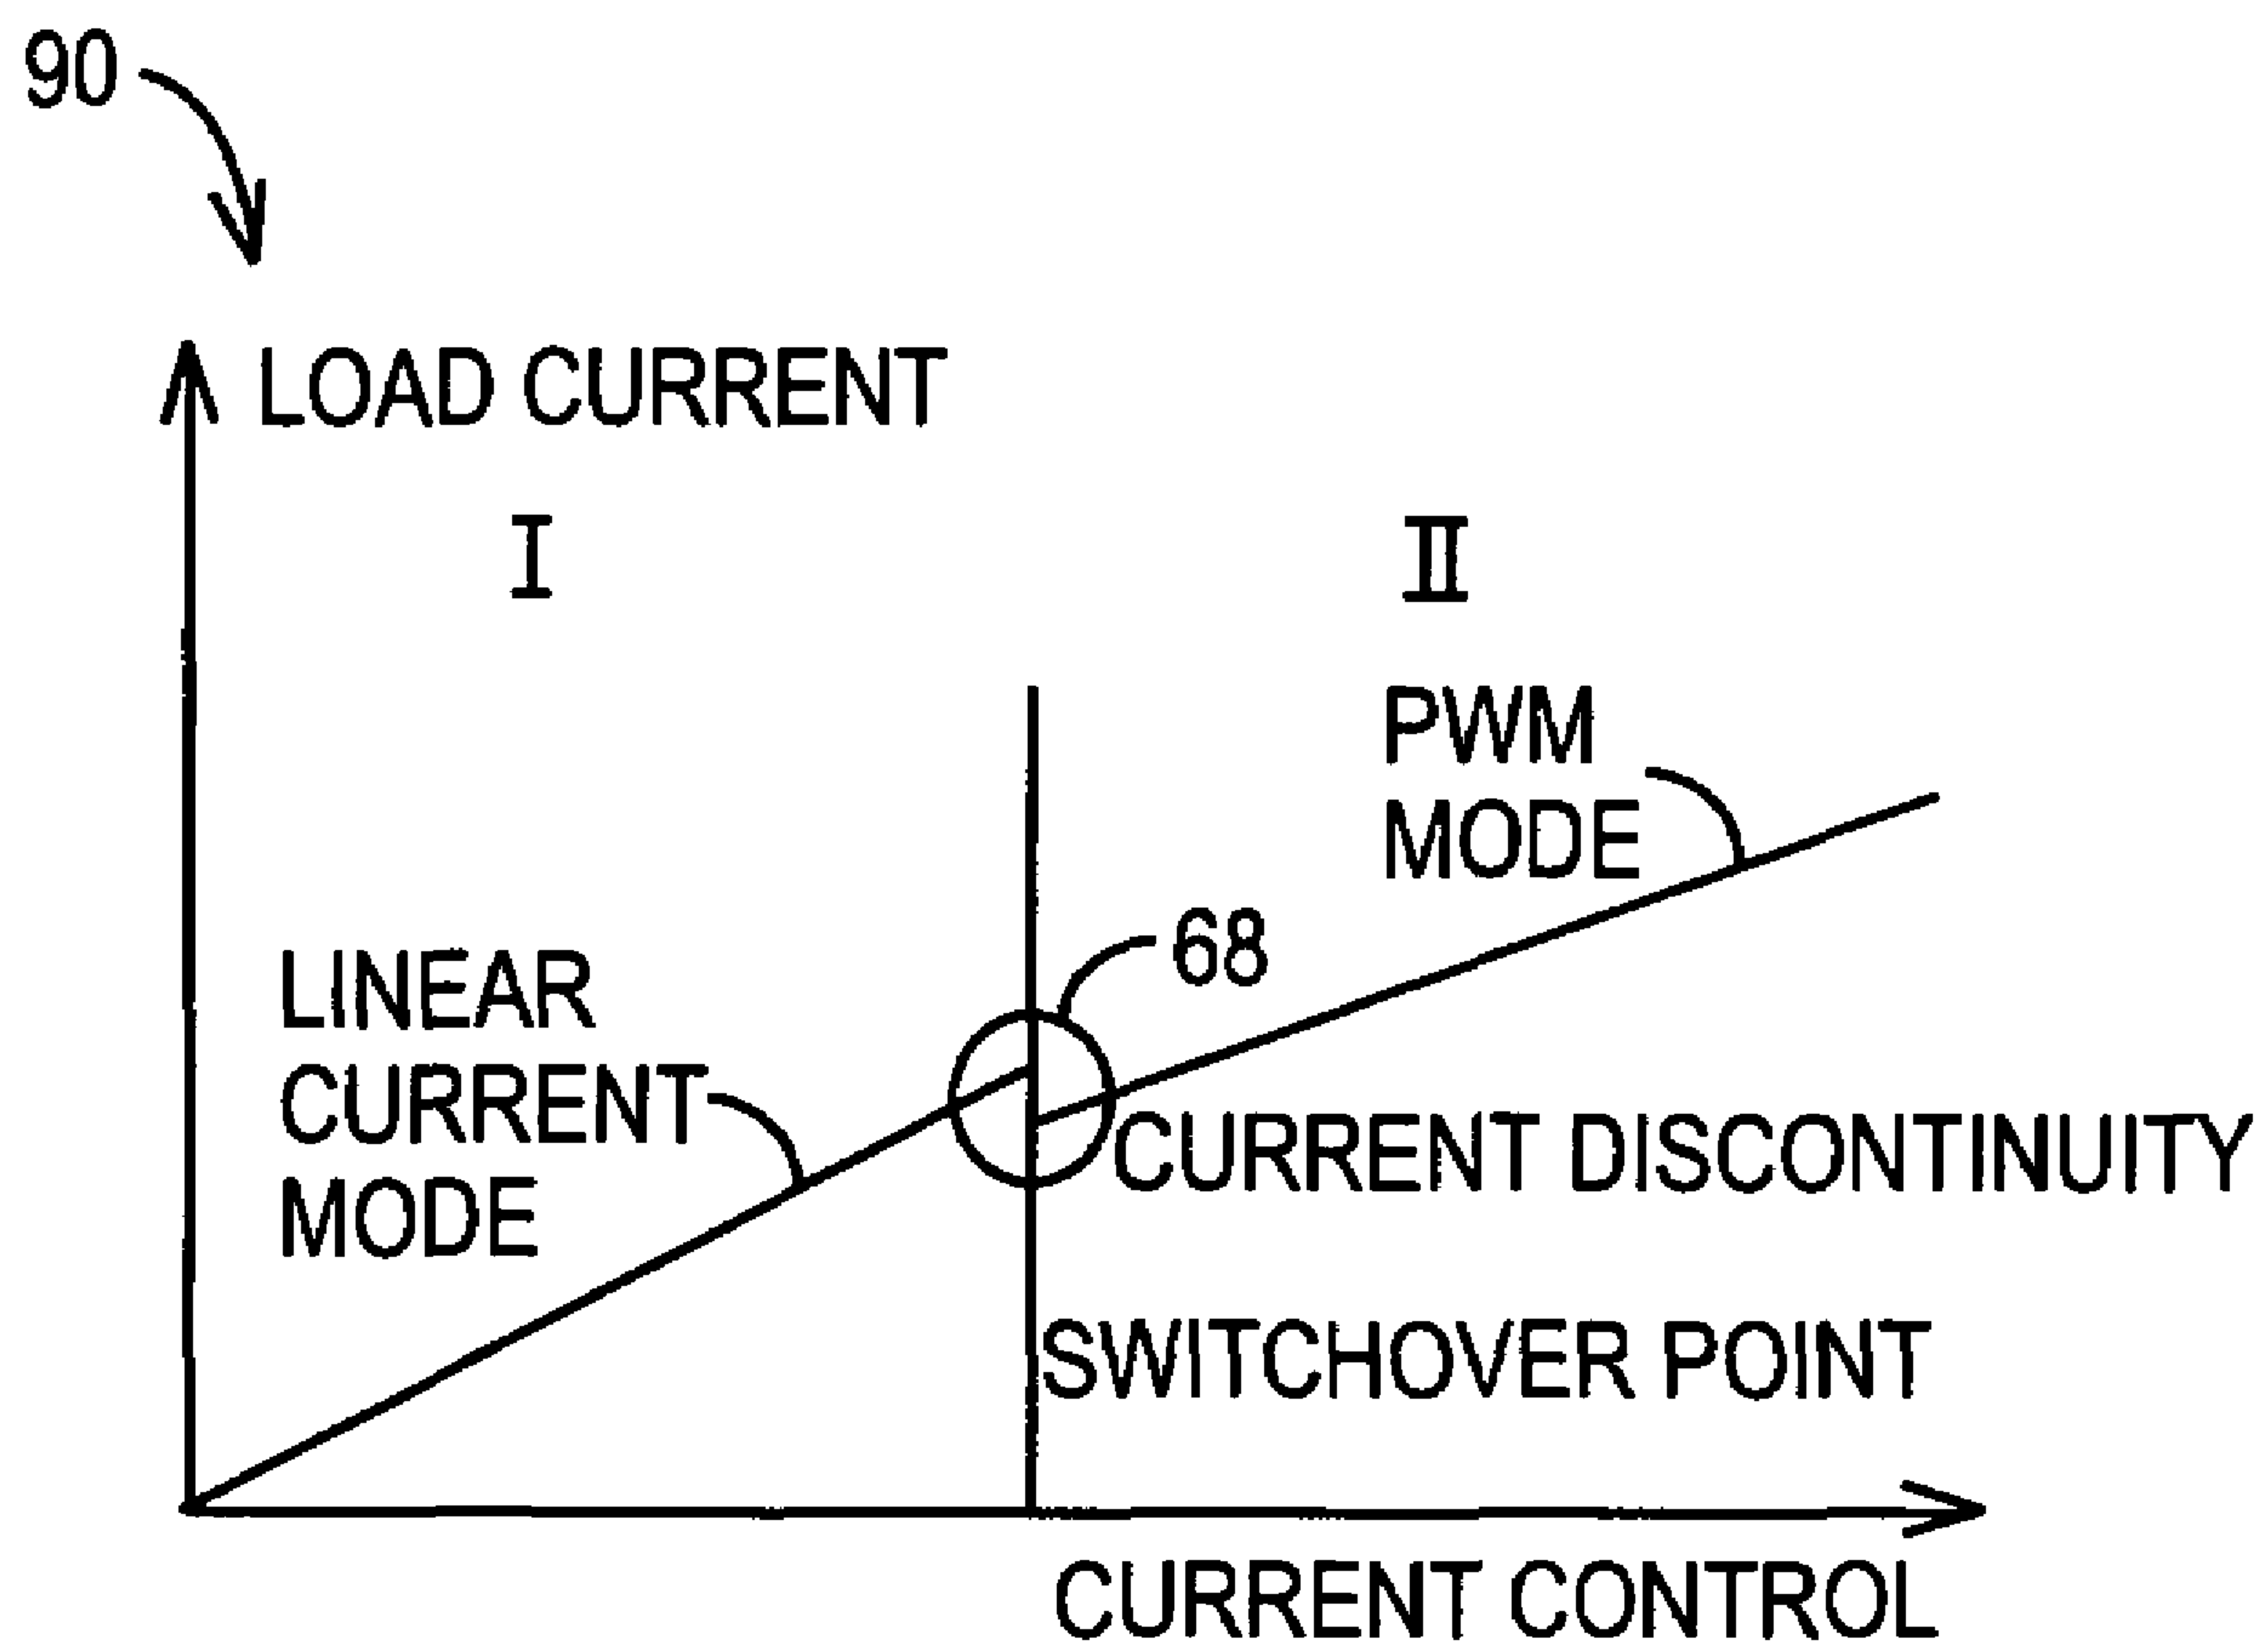 90
LOAD CURRENT
I
II
PWM
MODE
68
LINEAR
CURRENT
MODE
CURRENT DISCONTINUITY
SWITCHOVER POINT
CURRENT CONTROL